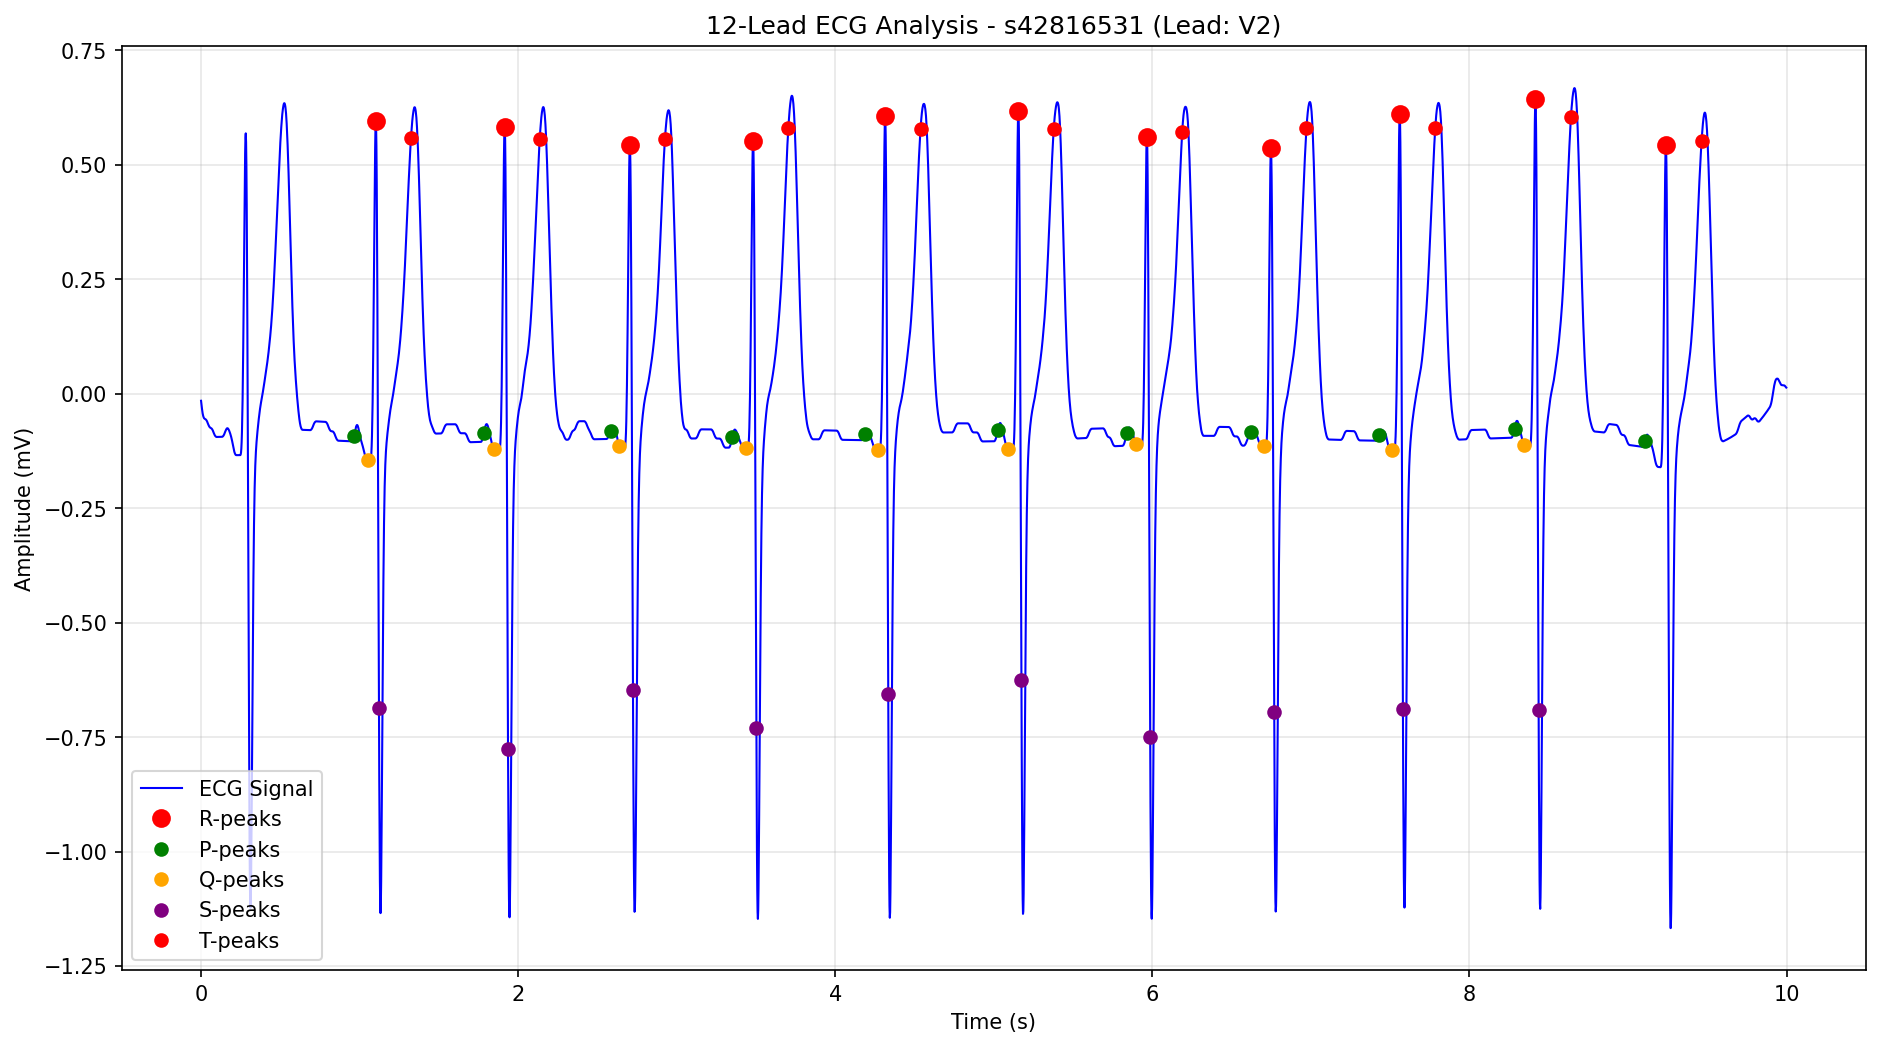 12-Lead ECG Analysis - s42816531 (Lead: V2)
0.75
0.50
0.25
0.00
−0.25
−0.50
−0.75
−1.00
−1.25
Amplitude (mV)
ECG Signal
R-peaks
P-peaks
Q-peaks
S-peaks
T-peaks
0 2 4 6 8 10
Time (s)